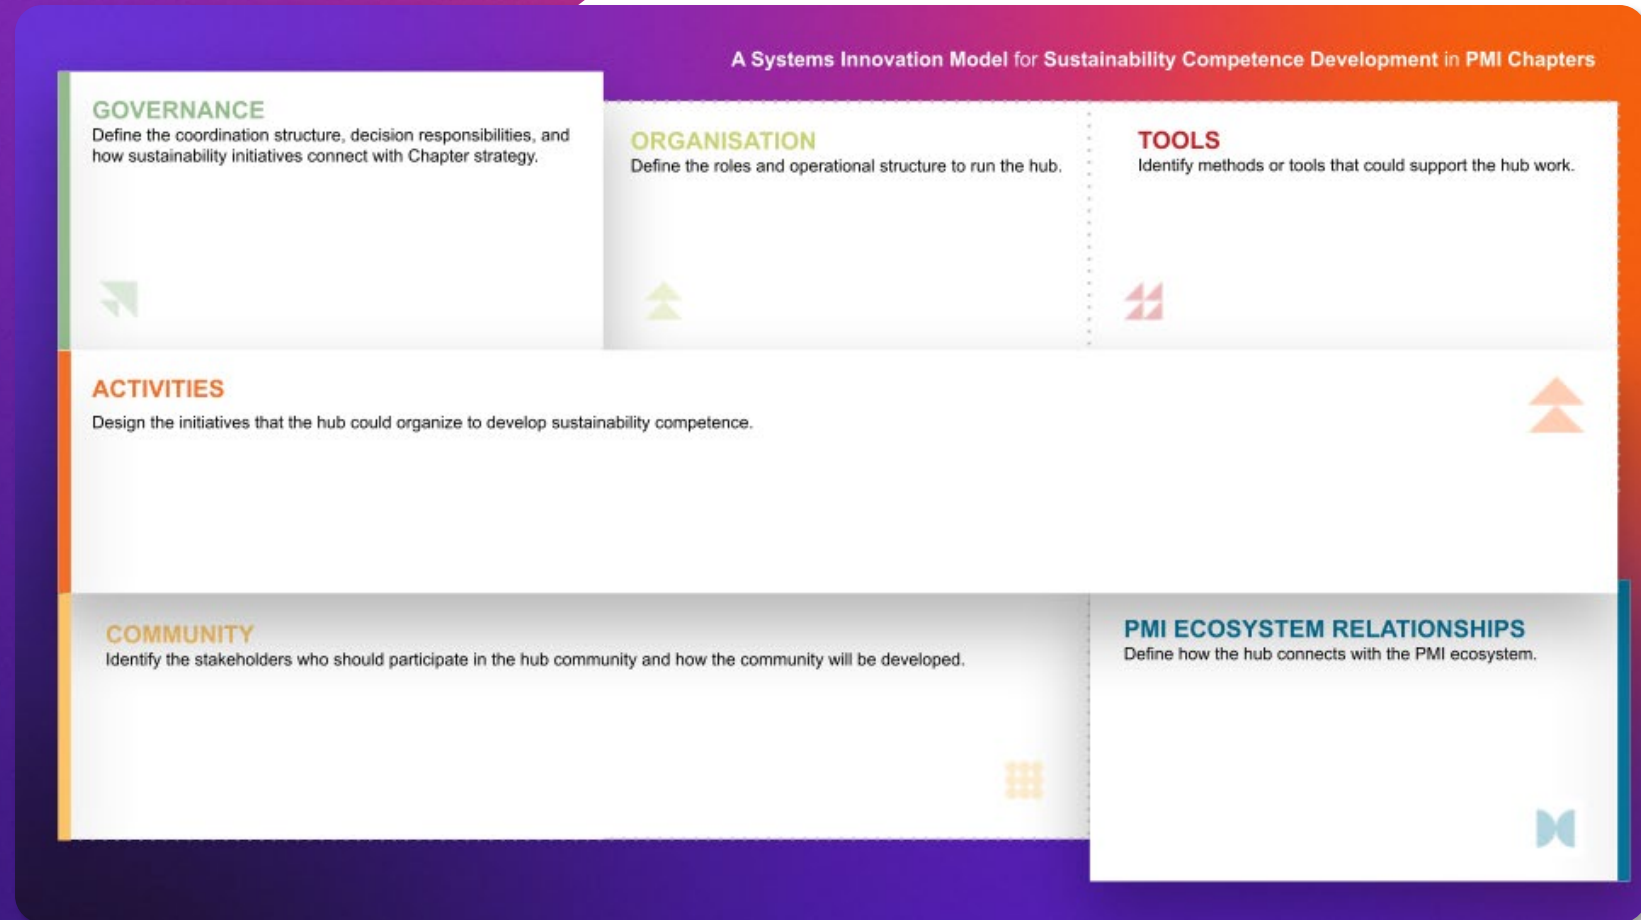 A Systems Innovation Model for Sustainability Competence Development in PMI Chapters
GOVERNANCE
Define the coordination structure, decision responsibilities, and
how sustainability initiatives connect with Chapter strategy.
ORGANISATION
Define the roles and operational structure to run the hub.
TOOLS
Identify methods or tools that could support the hub work.
ACTIVITIES
Design the initiatives that the hub could organize to develop sustainability competence.
COMMUNITY
Identify the stakeholders who should participate in the hub community and how the community will be developed.
PMI ECOSYSTEM RELATIONSHIPS
Define how the hub connects with the PMI ecosystem.